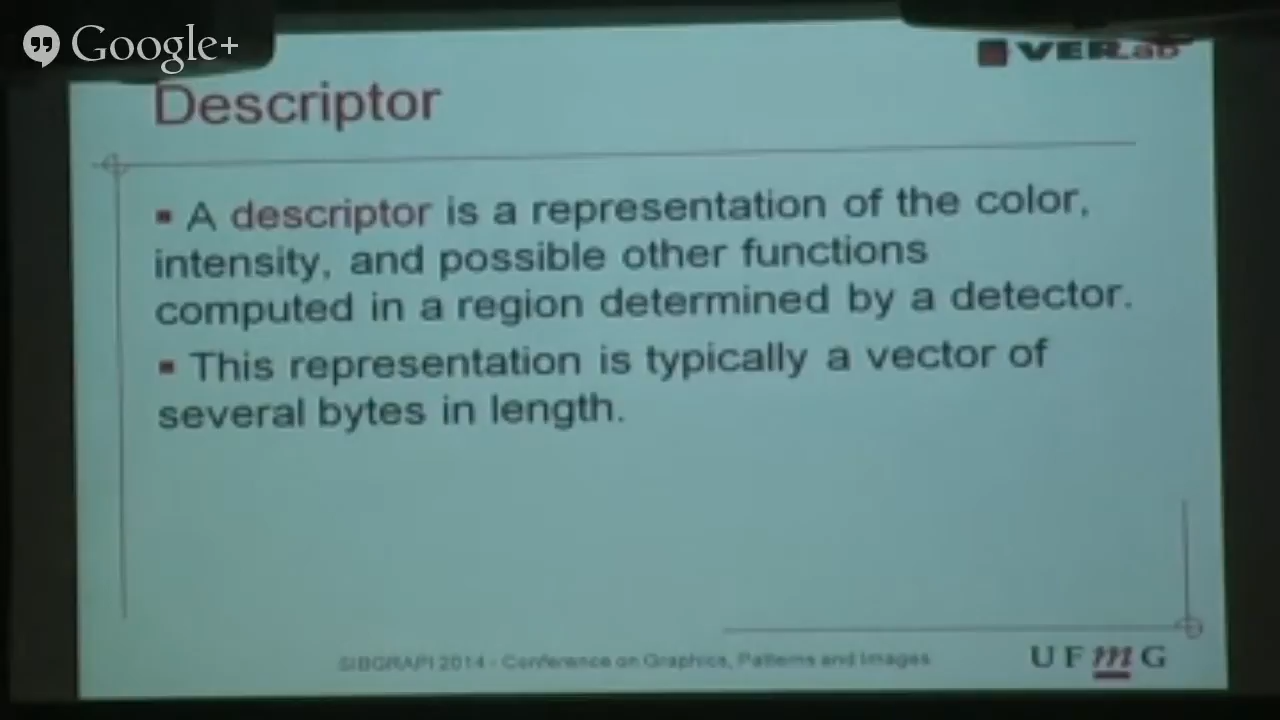 Google+
VERLab
Descriptor
▪ A descriptor is a representation of the color,
intensity, and possible other functions
computed in a region determined by a detector.
▪ This representation is typically a vector of
several bytes in length.
SIBGRAPI 2014 - Conference on Graphics, Patterns and Images
UFmG